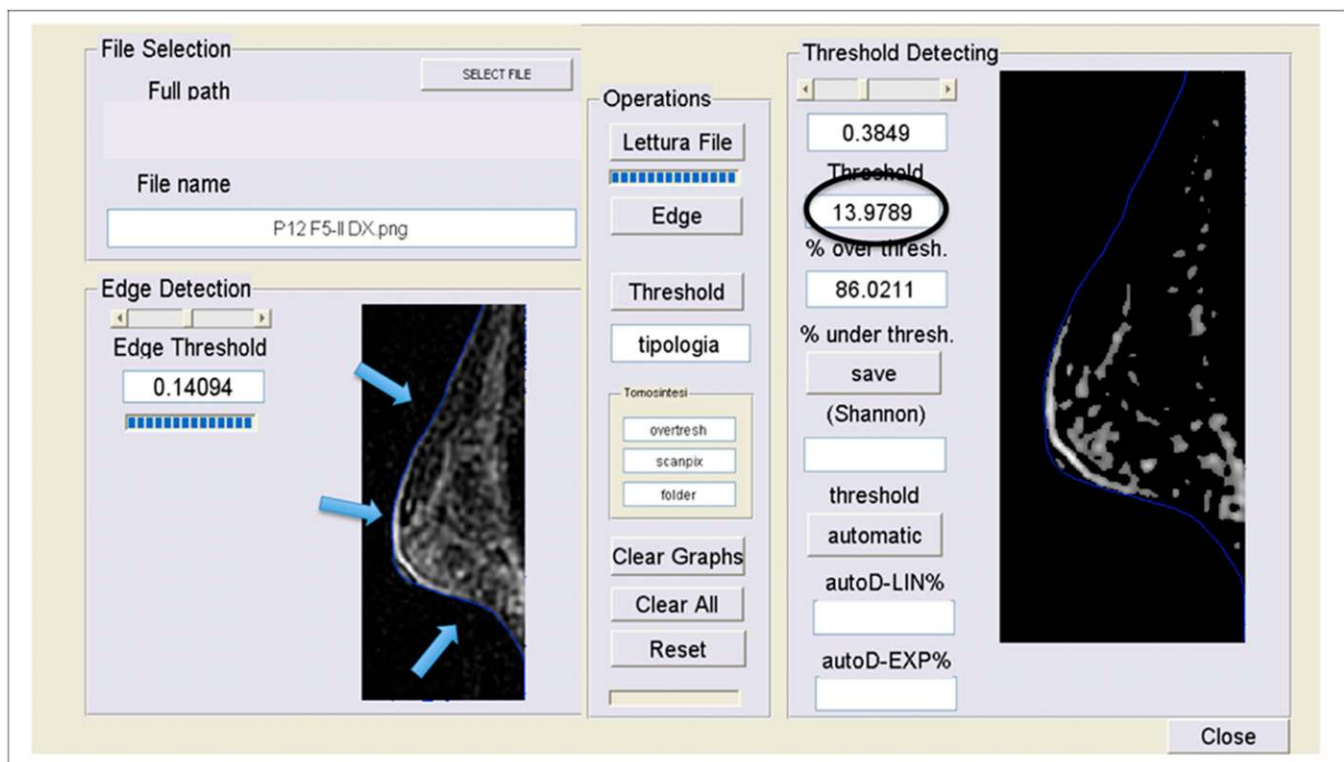 File Selection
SELECT FILE
Full path
File name
P12 F5-II DX.png
Edge Detection
Edge Threshold
0.14094
Operations
Lettura File
Edge
Threshold
tipologia
Tomosintesi
overtresh
scanpix
folder
Clear Graphs
Clear All
Reset
Threshold Detecting
0.3849
Threshold
13.9789
% over thresh.
86.0211
% under thresh.
save
(Shannon)
threshold
automatic
autoD-LIN%
autoD-EXP%
Close